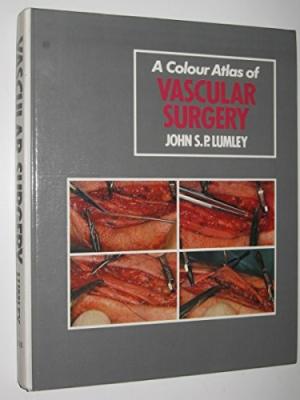 A Colour Atlas of
VASCULAR
SURGERY
JOHN S.P. LUMLEY
VASCULAR SURGERY
LUMLEY